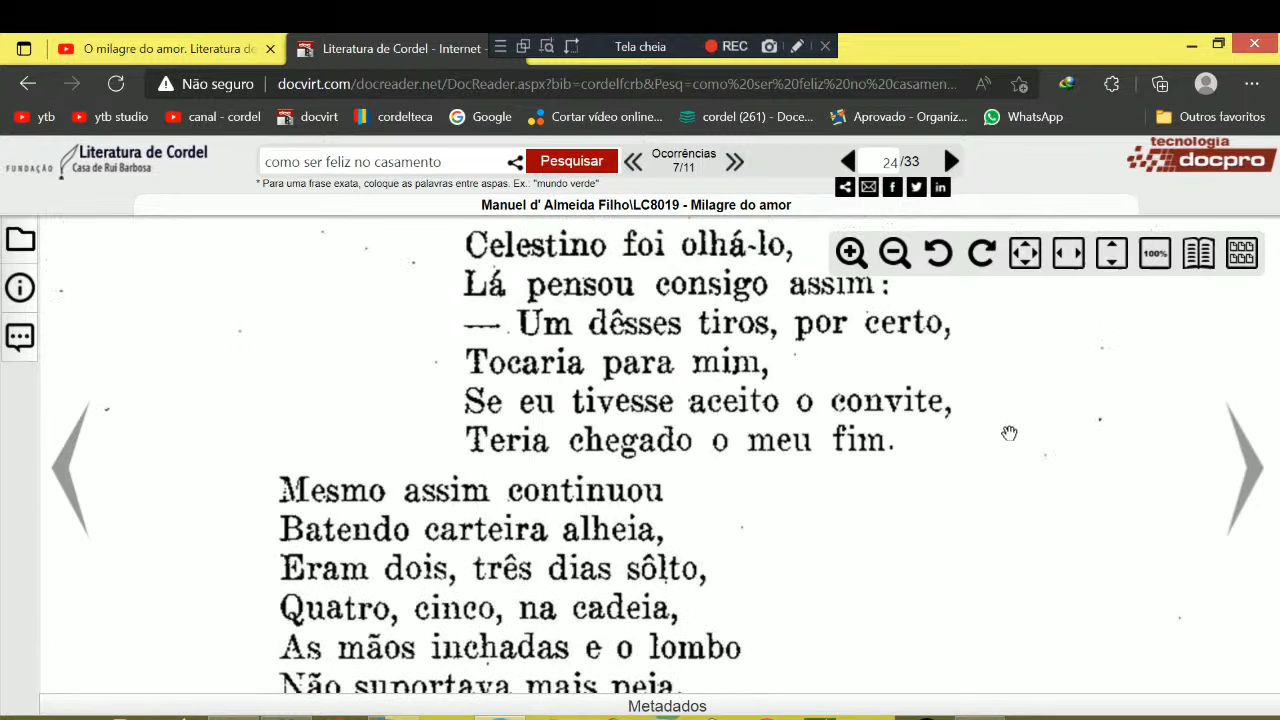 O milagre do amor. Literatura de
Literatura de Cordel - Internet
Tela cheia
REC
Não seguro
docvirt.com/docreader.net/DocReader.aspx?bib=cordelfcrb&Pesq=como%20ser%20feliz%20no%20casamen...
ytb
ytb studio
canal - cordel
docvirt
cordelteca
Google
Cortar vídeo online...
cordel (261) - Doce...
Aprovado - Organiz...
WhatsApp
Outros favoritos
FUNDAÇÃO
Literatura de Cordel
Casa de Rui Barbosa
como ser feliz no casamento
Pesquisar
Ocorrências
7/11
24 /33
tecnologia
docpro
* Para uma frase exata, coloque as palavras entre aspas. Ex.: "mundo verde"
Manuel d' Almeida Filho\LC8019 - Milagre do amor
100%
Celestino foi olhá-lo,
Lá pensou consigo assim:
— Um dêsses tiros, por certo,
Tocaria para mim,
Se eu tivesse aceito o convite,
Teria chegado o meu fim.
Mesmo assim continuou
Batendo carteira alheia,
Eram dois, três dias sôlto,
Quatro, cinco, na cadeia,
As mãos inchadas e o lombo
Não suportava mais peia.
Metadados